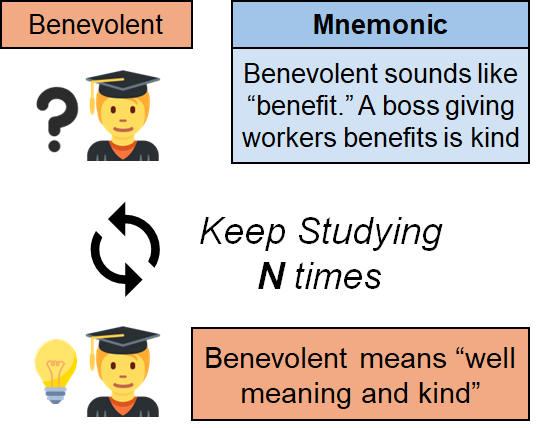 Benevolent
Mnemonic
Benevolent sounds like
“benefit.” A boss giving
workers benefits is kind
Keep Studying
N times
Benevolent means “well
meaning and kind”